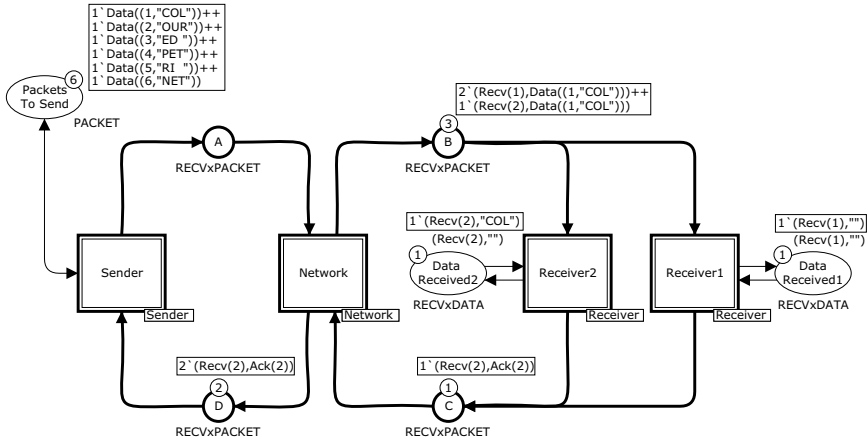 1`Data((1,"COL"))++
1`Data((2,"OUR"))++
1`Data((3,"ED "))++
1`Data((4,"PET"))++
1`Data((5,"RI  "))++
1`Data((6,"NET"))
6
Packets
To Send
PACKET
2`(Recv(1),Data((1,"COL")))++
1`(Recv(2),Data((1,"COL")))
A
RECVxPACKET
3
B
RECVxPACKET
1`(Recv(2),"COL")
(Recv(2),"")
1`(Recv(1),"")
(Recv(1),"")
Sender
Sender
Network
Network
1
Data
Received2
RECVxDATA
Receiver2
Receiver
Receiver1
Receiver
1
Data
Received1
RECVxDATA
2`(Recv(2),Ack(2))
2
D
RECVxPACKET
1`(Recv(2),Ack(2))
1
C
RECVxPACKET